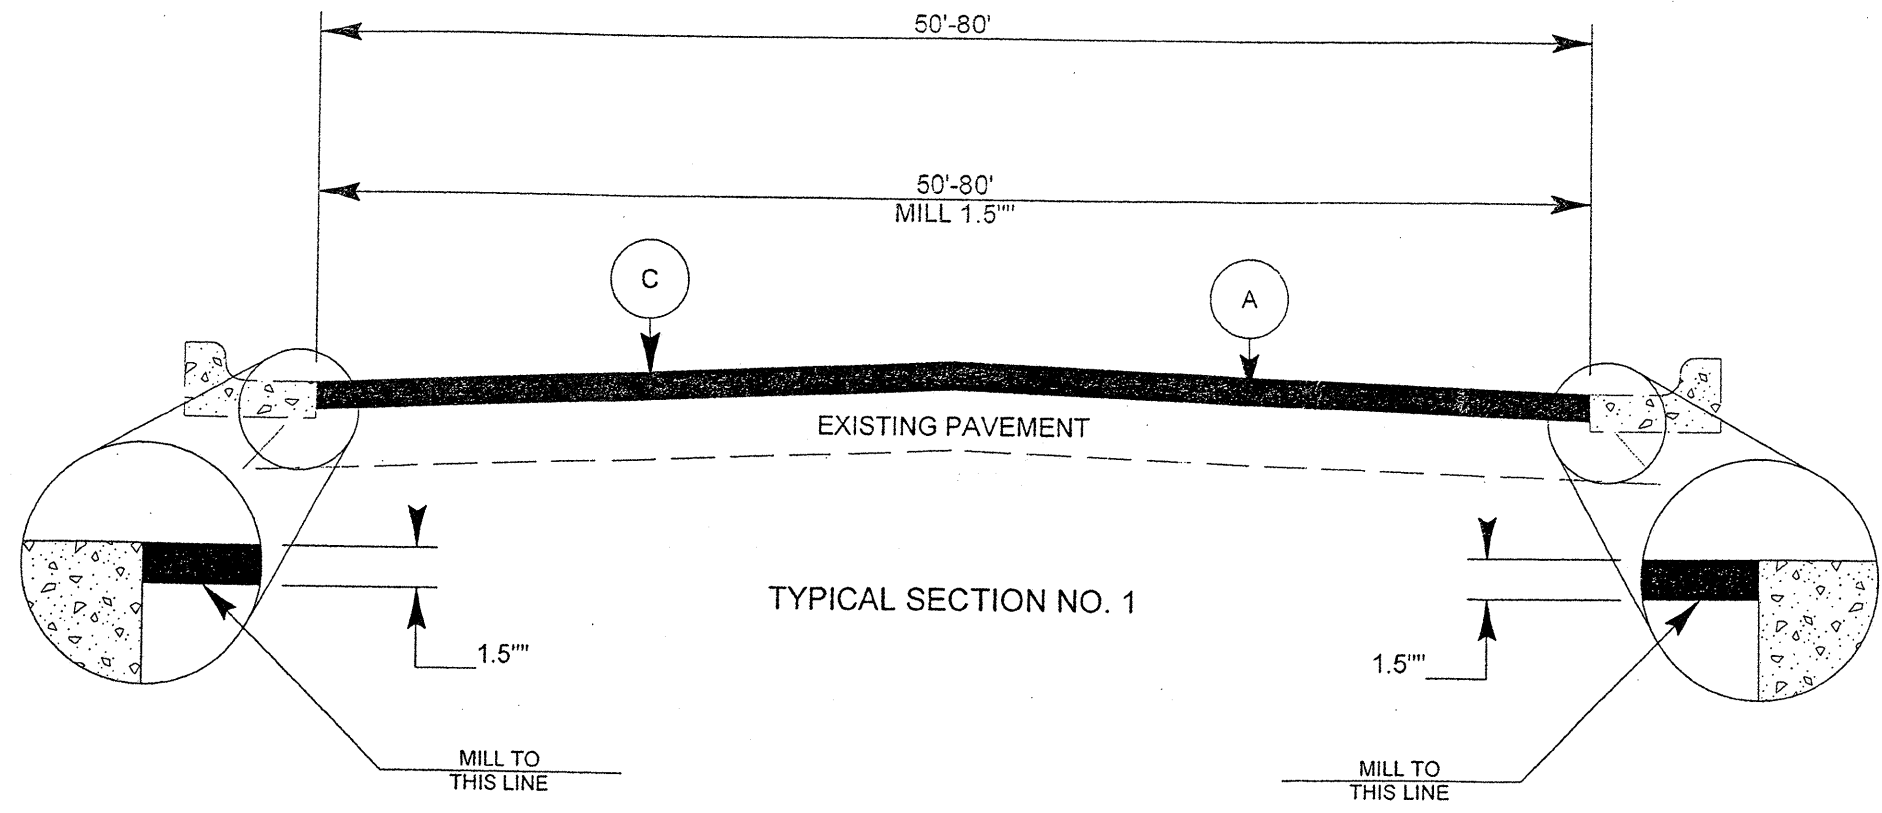 50'-80'
50'-80'
MILL 1.5""
C
A
EXISTING PAVEMENT
TYPICAL SECTION NO. 1
1.5""
1.5""
MILL TO
THIS LINE
MILL TO
THIS LINE